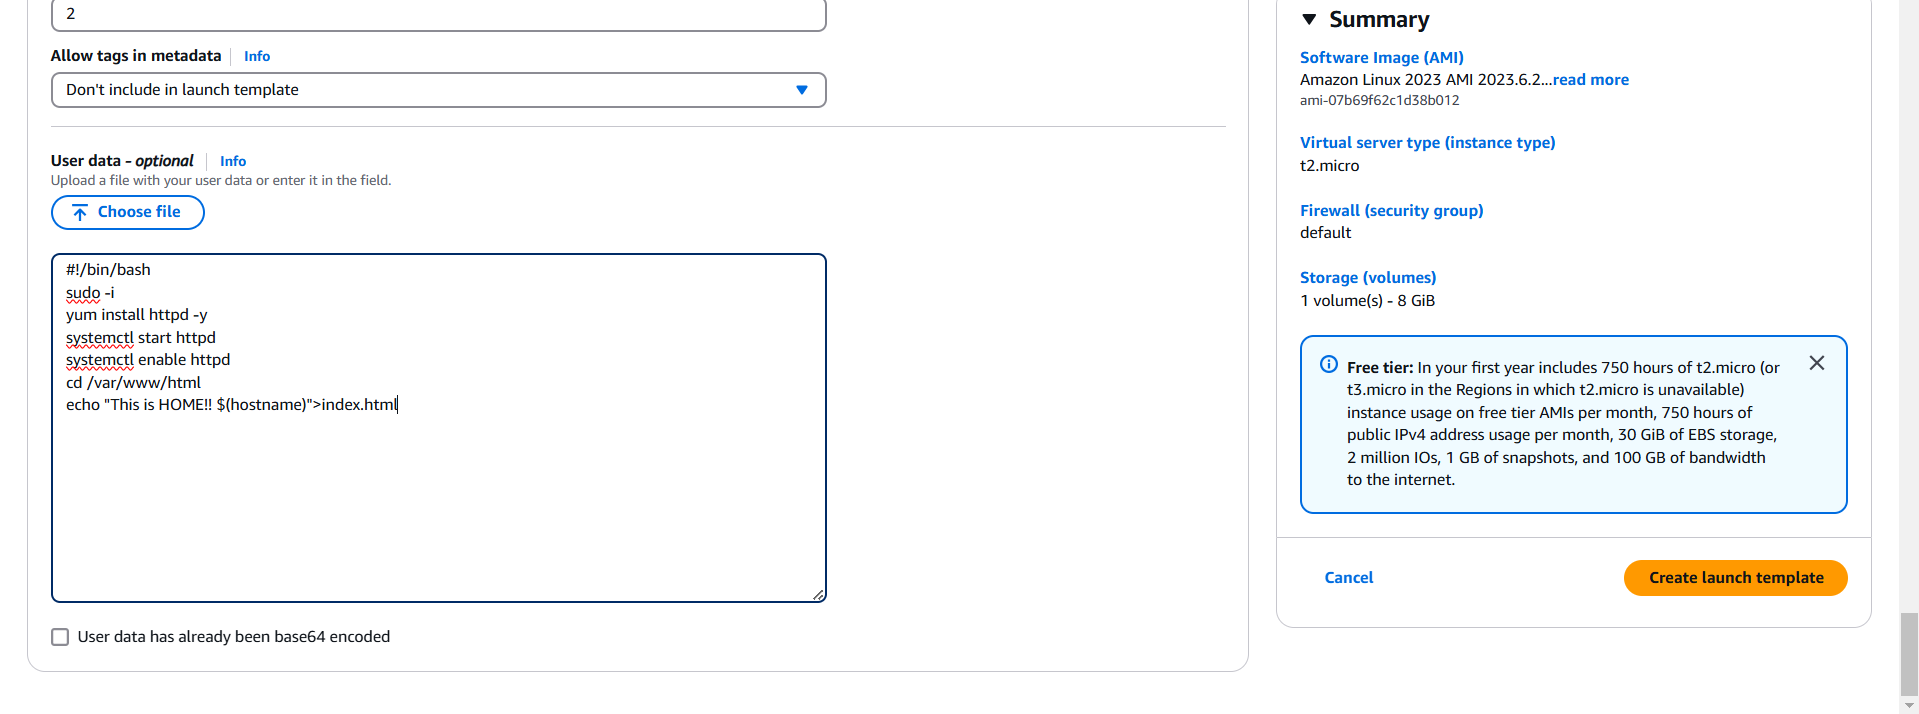 2
Allow tags in metadata
Info
Don't include in launch template
User data - optional
Info
Upload a file with your user data or enter it in the field.
Choose file
#!/bin/bash
sudo -i
yum install httpd -y
systemctl start httpd
systemctl enable httpd
cd /var/www/html
echo "This is HOME!! $(hostname)">index.html
User data has already been base64 encoded
Summary
Software Image (AMI)
Amazon Linux 2023 AMI 2023.6.2...read more
ami-07b69f62c1d38b012
Virtual server type (instance type)
t2.micro
Firewall (security group)
default
Storage (volumes)
1 volume(s) - 8 GiB
Free tier: In your first year includes 750 hours of t2.micro (or
t3.micro in the Regions in which t2.micro is unavailable)
instance usage on free tier AMIs per month, 750 hours of
public IPv4 address usage per month, 30 GiB of EBS storage,
2 million IOs, 1 GB of snapshots, and 100 GB of bandwidth
to the internet.
Cancel
Create launch template